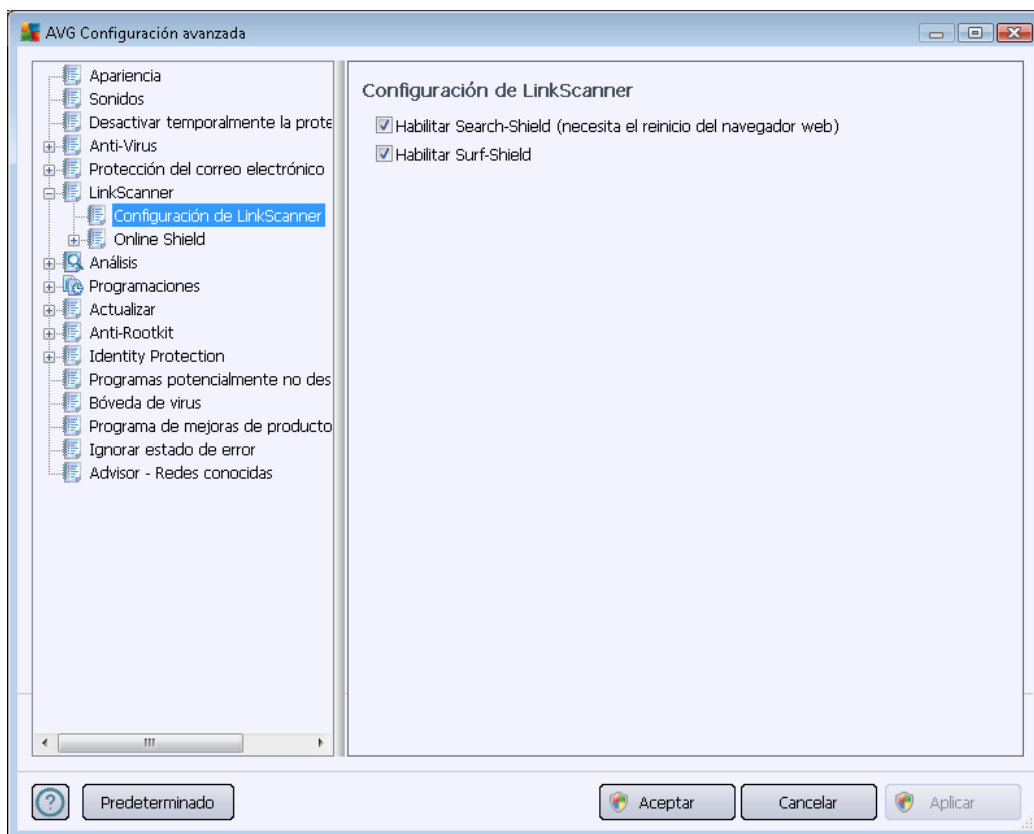 AVG Configuración avanzada
Apariencia
Sonidos
Desactivar temporalmente la prote
Anti-Virus
Protección del correo electrónico
LinkScanner
Configuración de LinkScanner
Online Shield
Análisis
Programaciones
Actualizar
Anti-Rootkit
Identity Protection
Programas potencialmente no des
Bóveda de virus
Programa de mejoras de producto
Ignorar estado de error
Advisor - Redes conocidas
Configuración de LinkScanner
Habilitar Search-Shield (necesita el reinicio del navegador web)
Habilitar Surf-Shield
Predeterminado
Aceptar
Cancelar
Aplicar